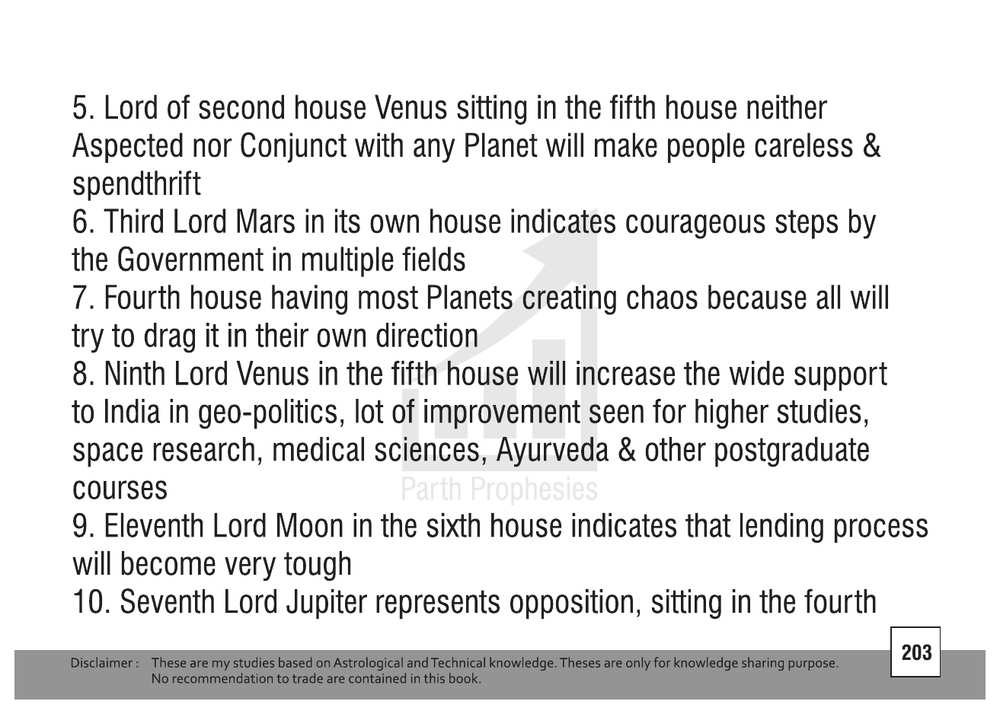 5. Lord of second house Venus sitting in the fifth house neither
Aspected nor Conjunct with any Planet will make people careless &
spendthrift
6. Third Lord Mars in its own house indicates courageous steps by
the Government in multiple fields
7. Fourth house having most Planets creating chaos because all will
try to drag it in their own direction
8. Ninth Lord Venus in the fifth house will increase the wide support
to India in geo-politics, lot of improvement seen for higher studies,
space research, medical sciences, Ayurveda & other postgraduate
courses
Parth Prophesies
9. Eleventh Lord Moon in the sixth house indicates that lending process
will become very tough
10. Seventh Lord Jupiter represents opposition, sitting in the fourth
Disclaimer : These are my studies based on Astrological and Technical knowledge. Theses are only for knowledge sharing purpose.
No recommendation to trade are contained in this book.
203